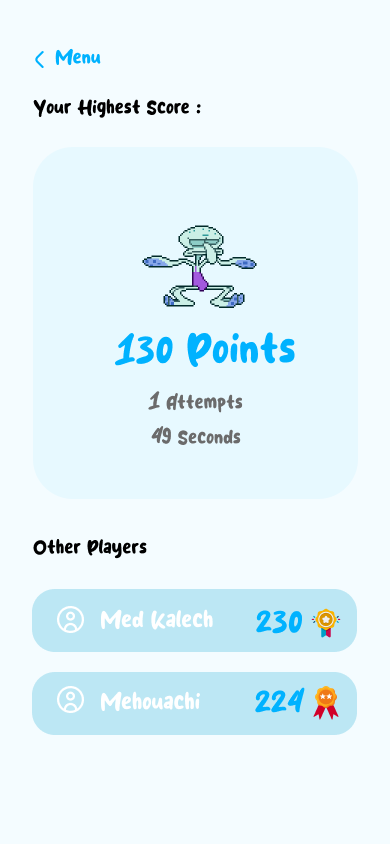 Menu
Your Highest Score :
130 Points
1 Attempts
49 Seconds
Other Players
Med Kalech 230
Mehouachi 224